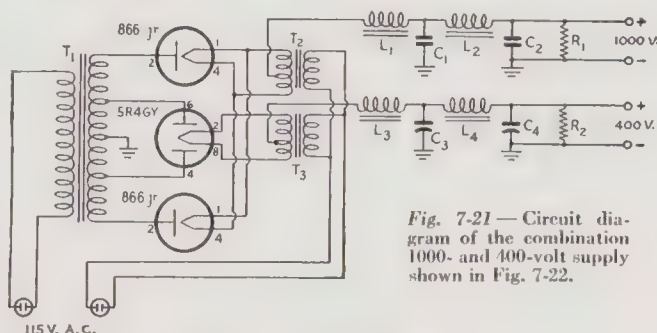 866 jr
T1
2
1
4
T2
L1
C1
L2
C2
R1
+
1000 V.
-
5R4GY
6
2
8
4
T3
L3
C3
L4
C4
R2
+
400 V.
-
866 jr
2
1
4
115 V. A.C.
Fig. 7-21 — Circuit dia-
gram of the combination
1000- and 400-volt supply
shown in Fig. 7-22.